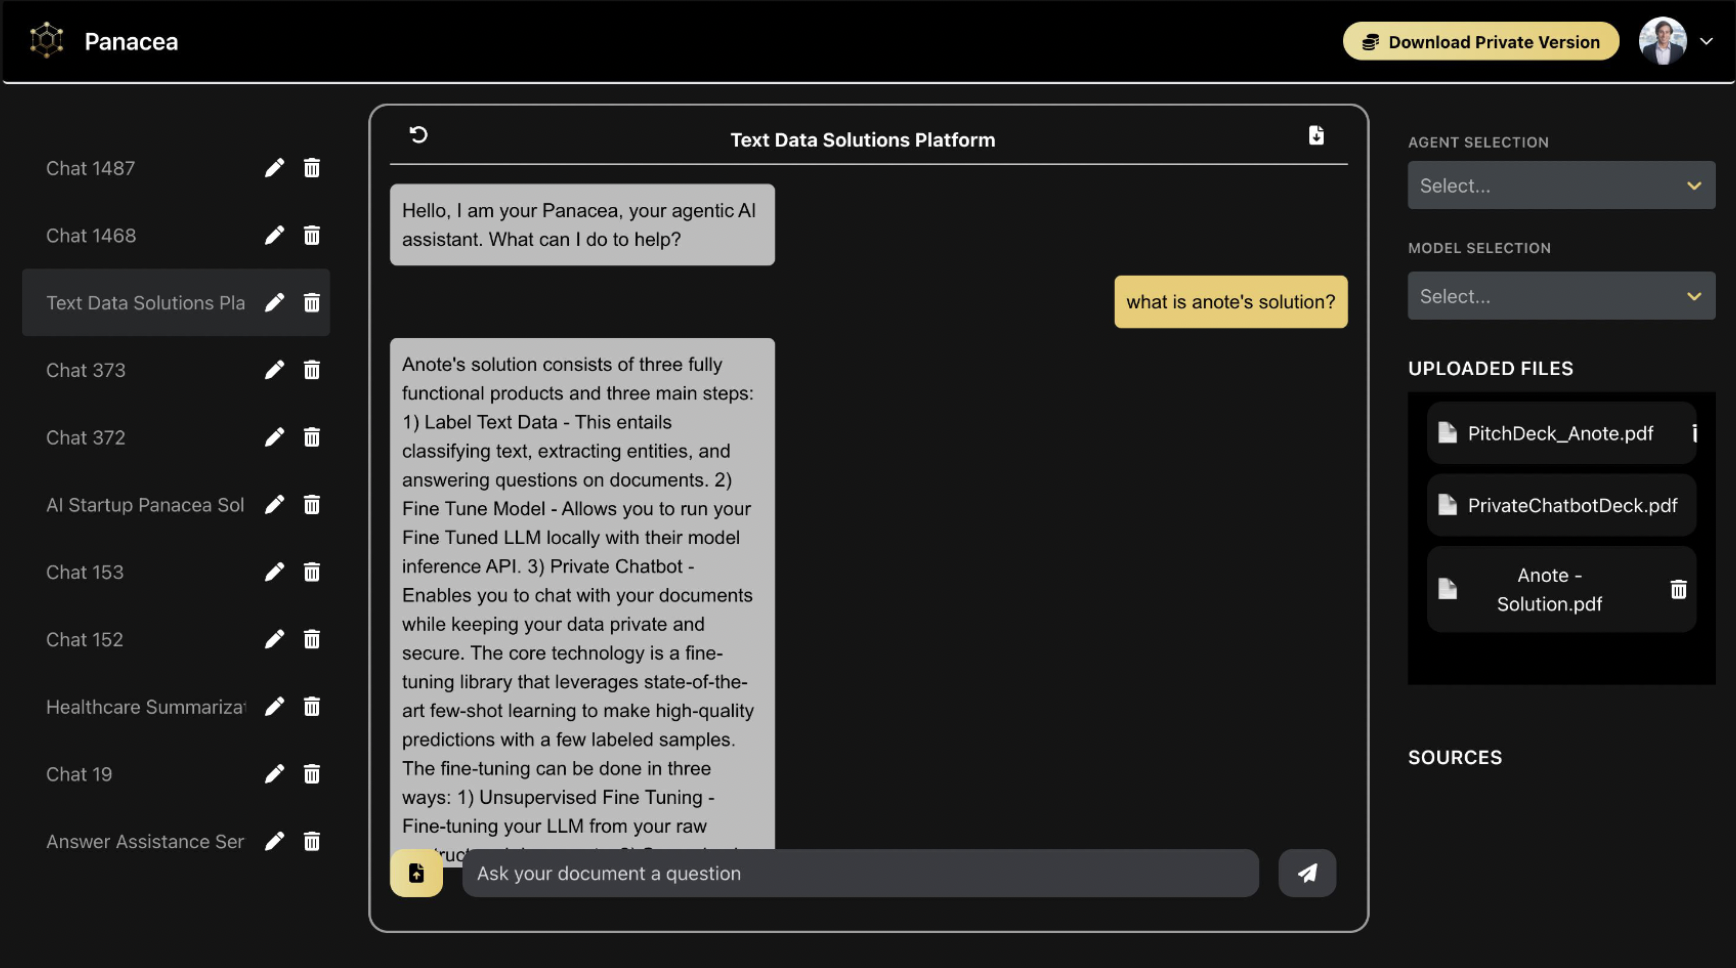 Panacea
Download Private Version
Chat 1487
Chat 1468
Text Data Solutions Pla
Chat 373
Chat 372
AI Startup Panacea Sol
Chat 153
Chat 152
Healthcare Summariza
Chat 19
Answer Assistance Ser
Text Data Solutions Platform
Hello, I am your Panacea, your agentic AI
assistant. What can I do to help?
what is anote's solution?
Anote's solution consists of three fully
functional products and three main steps:
1) Label Text Data - This entails
classifying text, extracting entities, and
answering questions on documents. 2)
Fine Tune Model - Allows you to run your
Fine Tuned LLM locally with their model
inference API. 3) Private Chatbot -
Enables you to chat with your documents
while keeping your data private and
secure. The core technology is a fine-
tuning library that leverages state-of-the-
art few-shot learning to make high-quality
predictions with a few labeled samples.
The fine-tuning can be done in three
ways: 1) Unsupervised Fine Tuning -
Fine-tuning your LLM from your raw
Ask your document a question
AGENT SELECTION
Select...
MODEL SELECTION
Select...
UPLOADED FILES
PitchDeck_Anote.pdf
PrivateChatbotDeck.pdf
Anote -
Solution.pdf
SOURCES